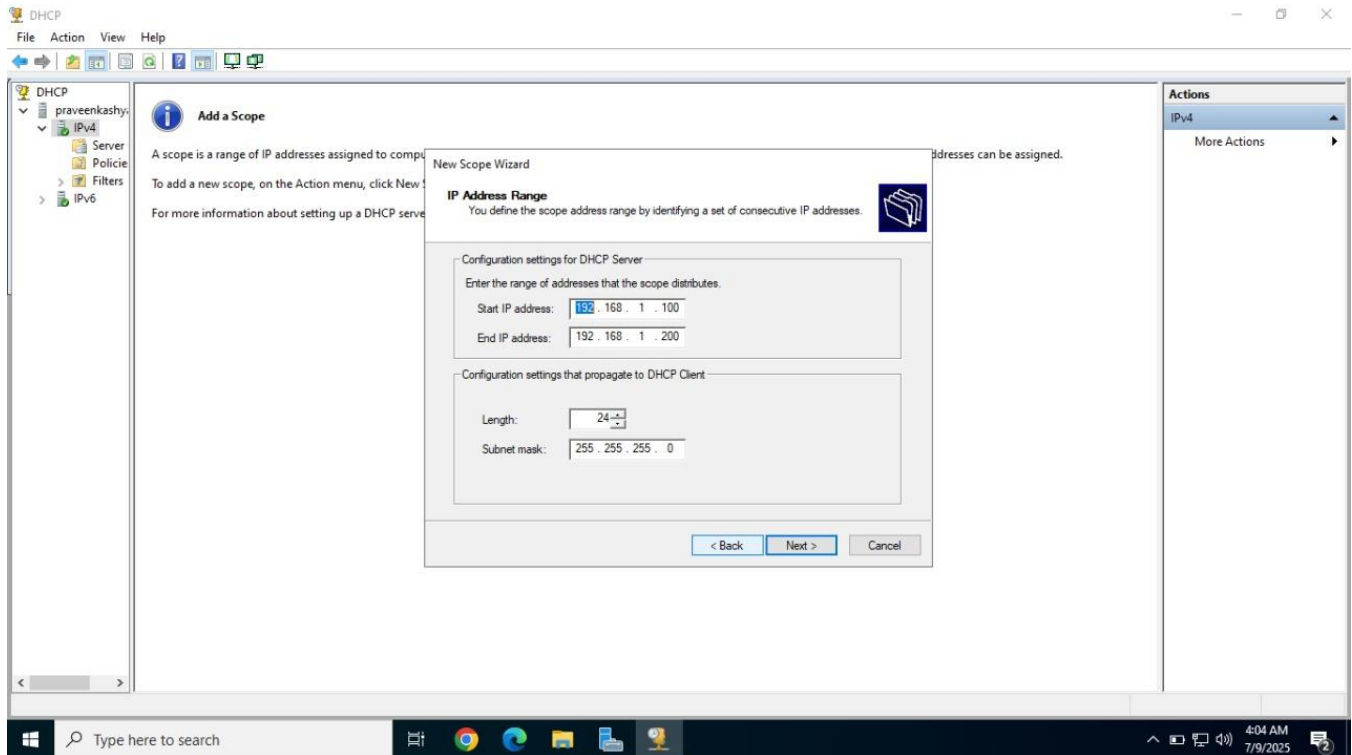 DHCP
File Action View Help
DHCP
praveenkashya
IPv4
Server
Policie
Filters
IPv6
Add a Scope
A scope is a range of IP addresses assigned to compu
ddresses can be assigned.
To add a new scope, on the Action menu, click New S
For more information about setting up a DHCP serve
New Scope Wizard
IP Address Range
You define the scope address range by identifying a set of consecutive IP addresses.
Configuration settings for DHCP Server
Enter the range of addresses that the scope distributes.
Start IP address: 192 . 168 . 1 . 100
End IP address: 192 . 168 . 1 . 200
Configuration settings that propagate to DHCP Client
Length: 24
Subnet mask: 255 . 255 . 255 . 0
< Back Next > Cancel
Actions
IPv4
More Actions
Type here to search
4:04 AM
7/9/2025
2